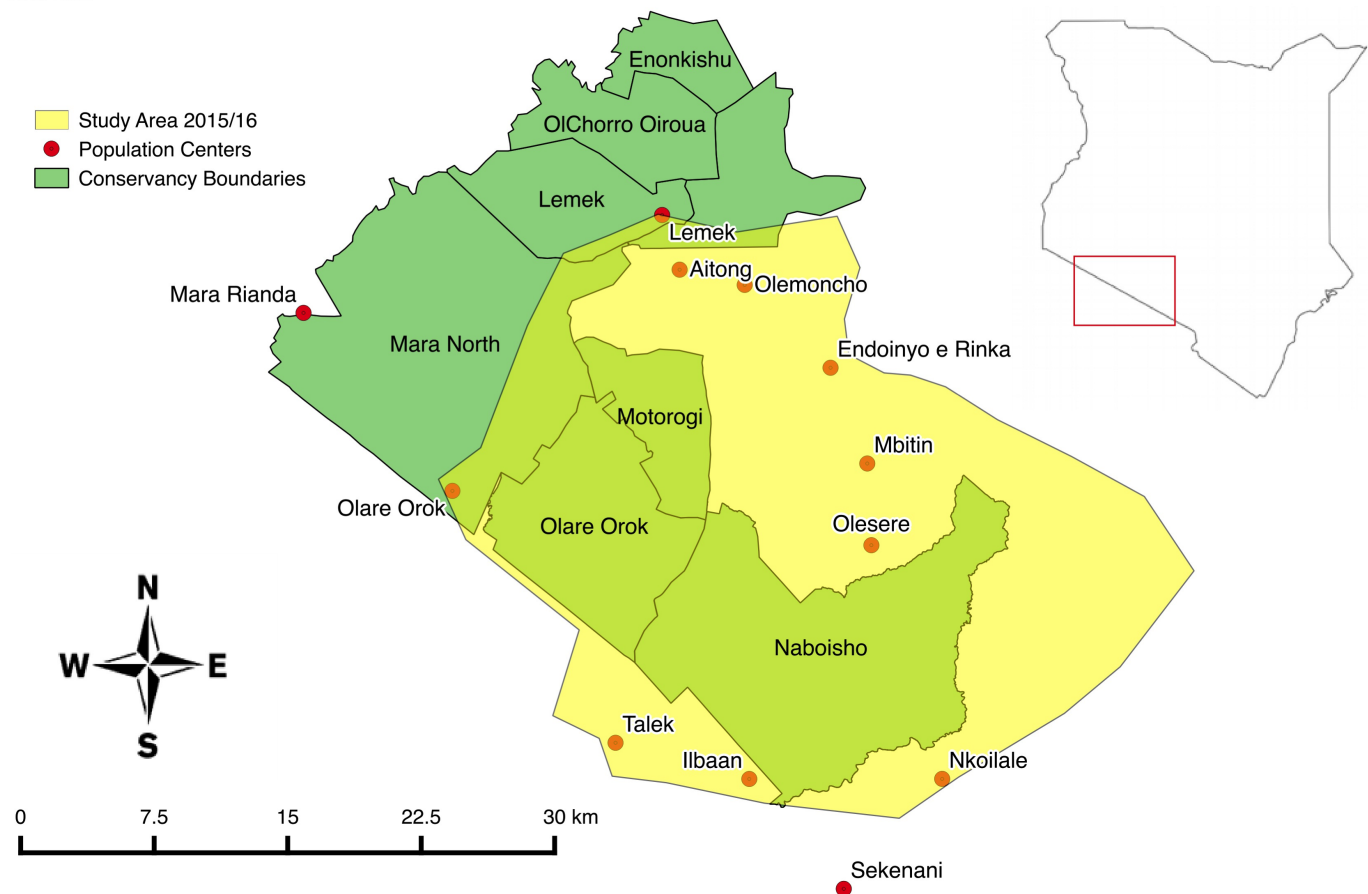 Enonkishu
Study Area 2015/16
OlChorro Oiroua
Population Centers
Conservancy Boundaries
Lemek
Lemek
Aitong
Olemoncho
Mara Rianda
Mara North
Endoinyo e Rinka
Motorogi
Mbitin
Olare Orok
Olare Orok
Olesere
N
W
E
S
Naboisho
Talek
Ilbaan
Nkoilale
0 7.5 15 22.5 30 km
Sekenani